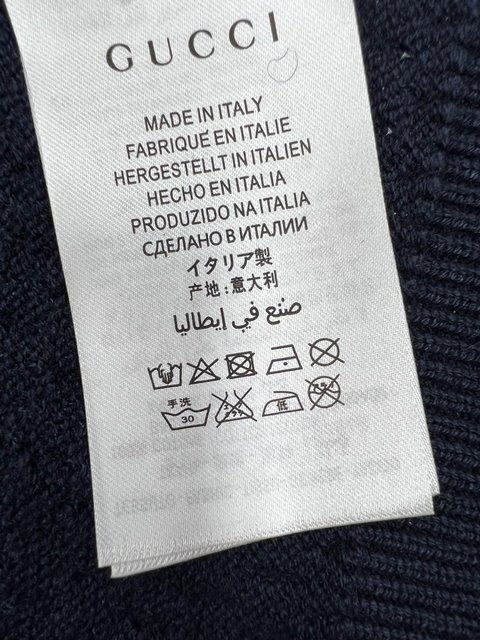 GUCCI
MADE IN ITALY
FABRIQUÉ EN ITALIE
HERGESTELLT IN ITALIEN
HECHO EN ITALIA
PRODUZIDO NA ITALIA
СДЕЛАНО В ИТАЛИИ
イタリア製
产地:意大利
صنع في إيطاليا
手洗
30
低